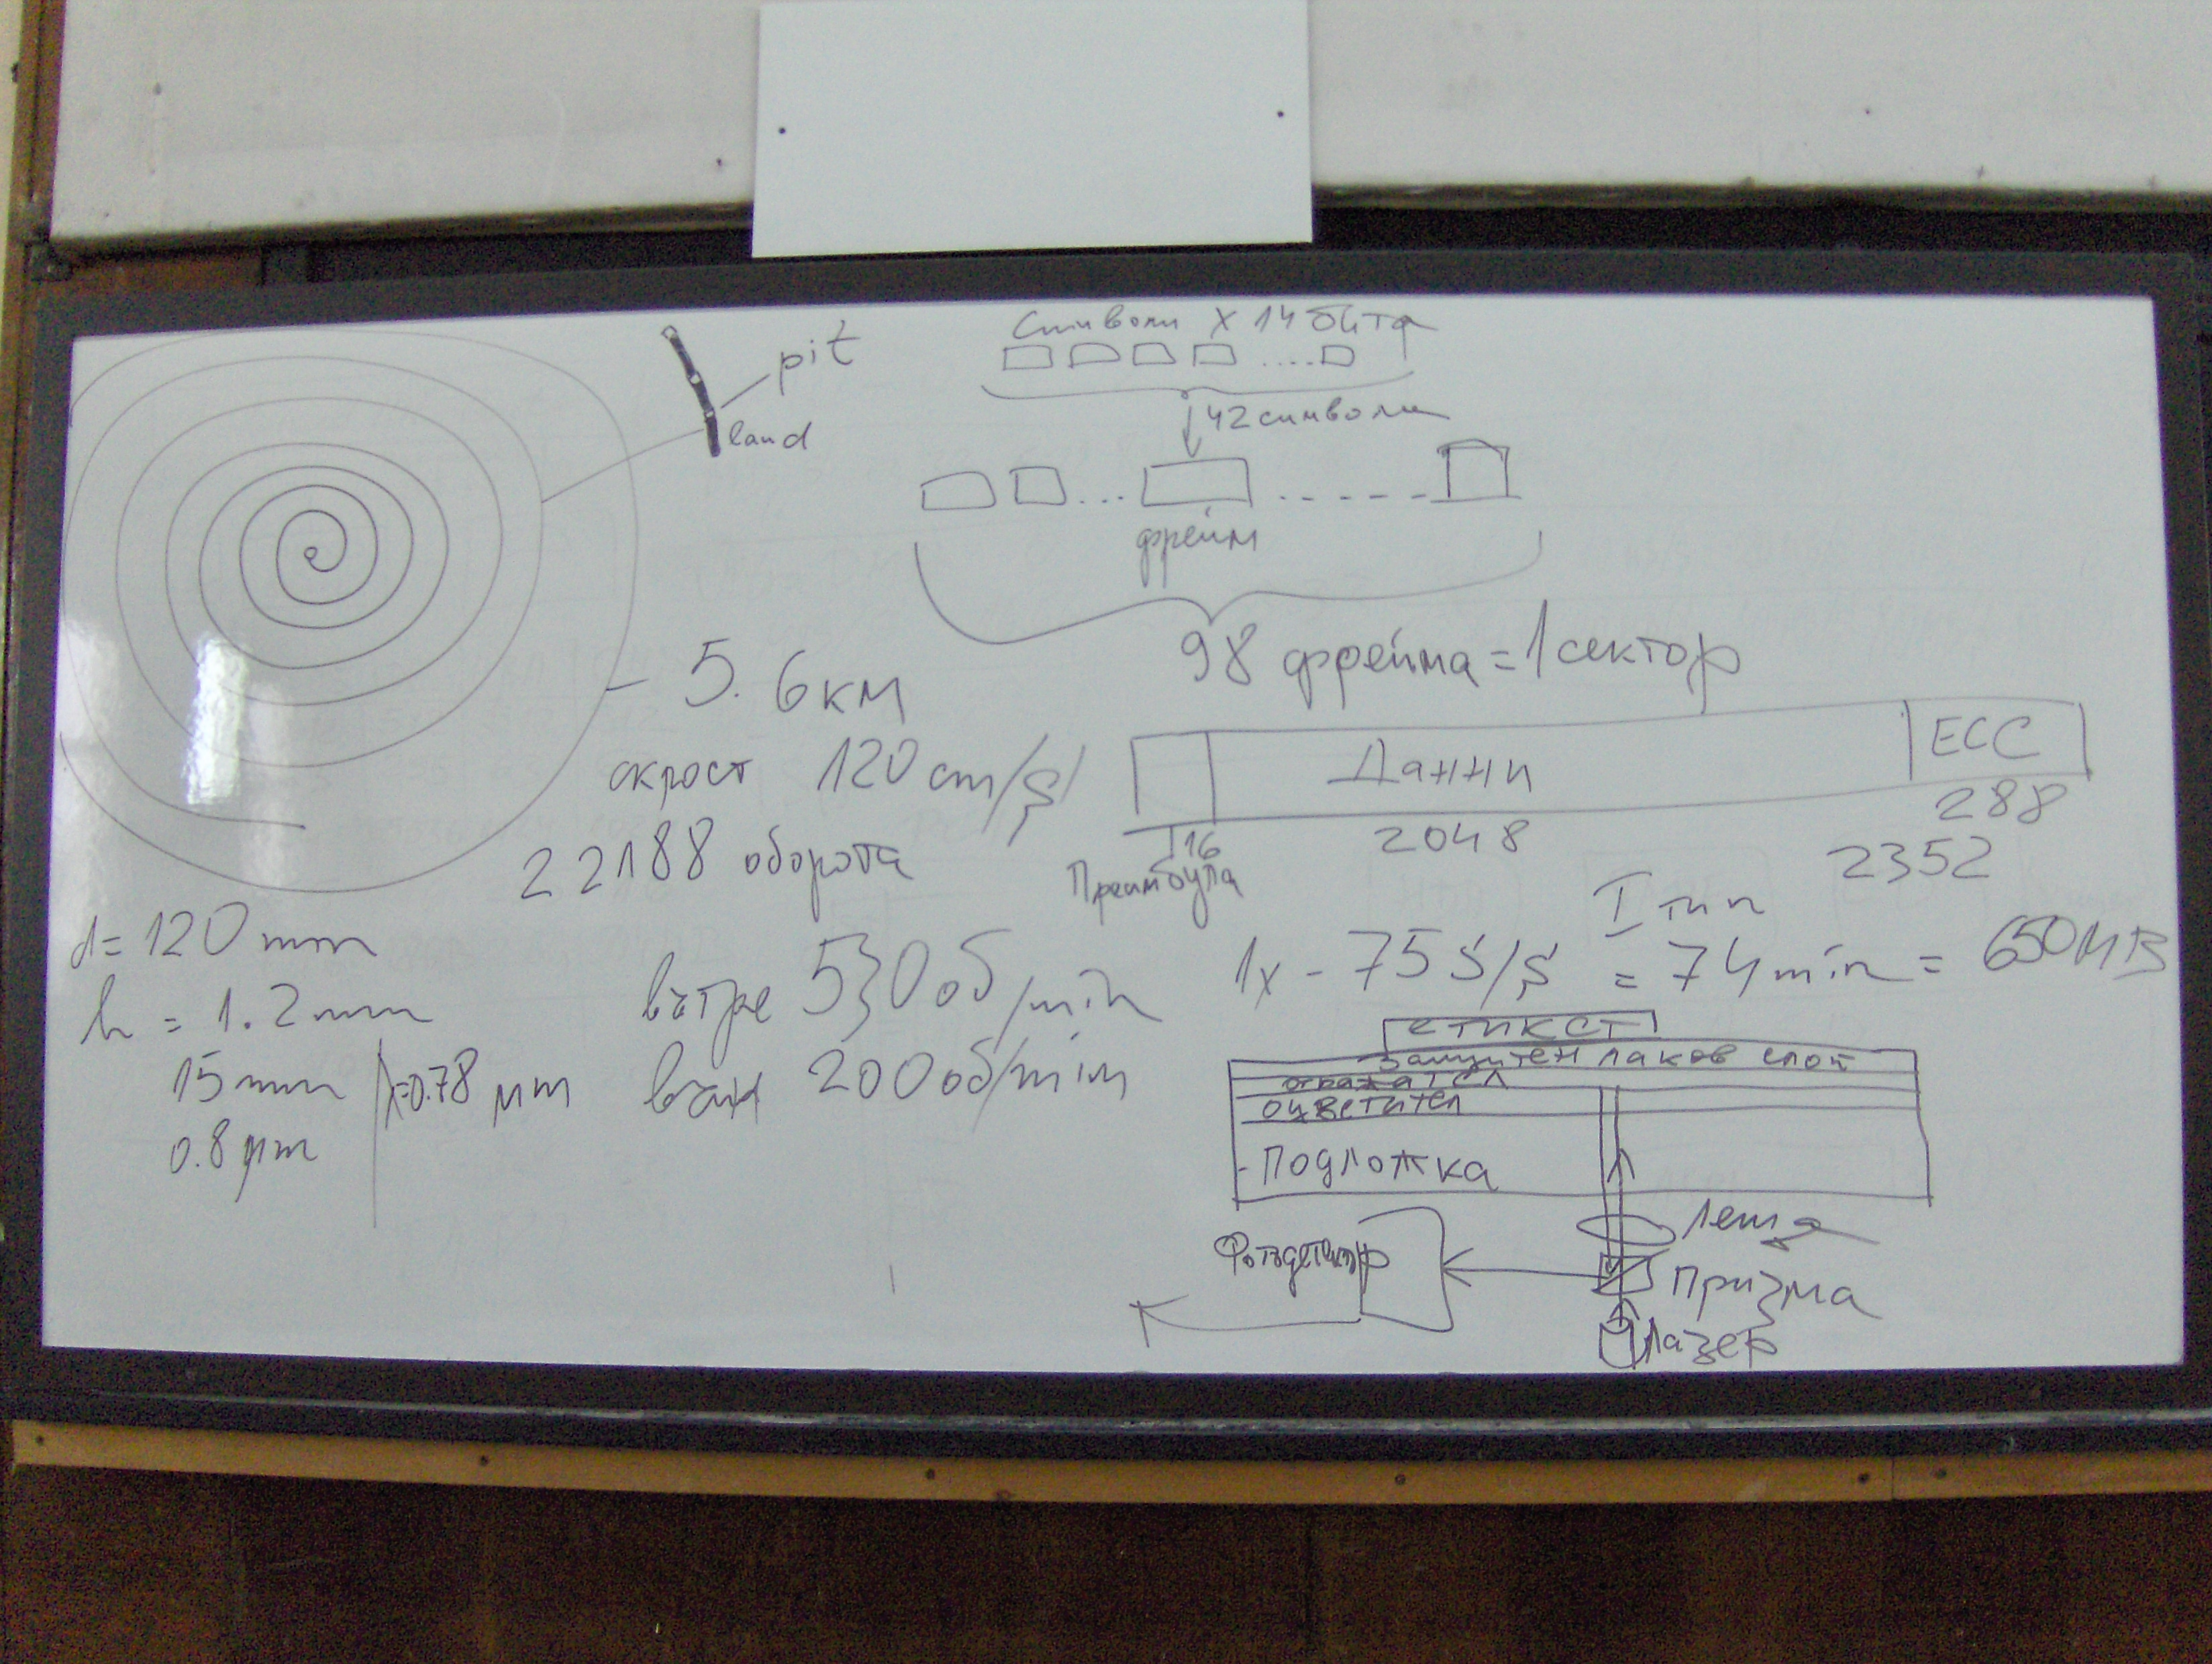 символи x 14 бита
pit
land
42 символи
фрейм
98 фрейма = 1 сектор
5.6 км
скрост 120 cm/s
22188 оборота
Данни
ECC
16
2048
288
Преамбула
2352
I тип
d = 120 mm
h = 1.2 mm
15 mm
λ=0.78 μm
0.8 μm
вътре 530 об/min
вън 200 об/min
1x - 75 S/s = 74 min = 650 MB
етикет
защитен лаков слой
отражател
оцветител
- подложка
Леща
Фотодетектор
Призма
Лазер